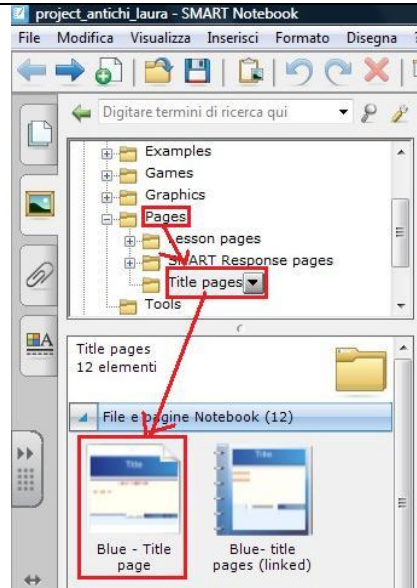 project_antichi_laura - SMART Notebook
File Modifica Visualizza Inserisci Formato Disegna
Digitare termini di ricerca qui
Examples
Games
Graphics
Pages
Lesson pages
SMART Response pages
Title pages
Tools
Title pages
12 elementi
File e pagine Notebook (12)
Title
Title
Blue - Title
page
Blue- title
pages (linked)